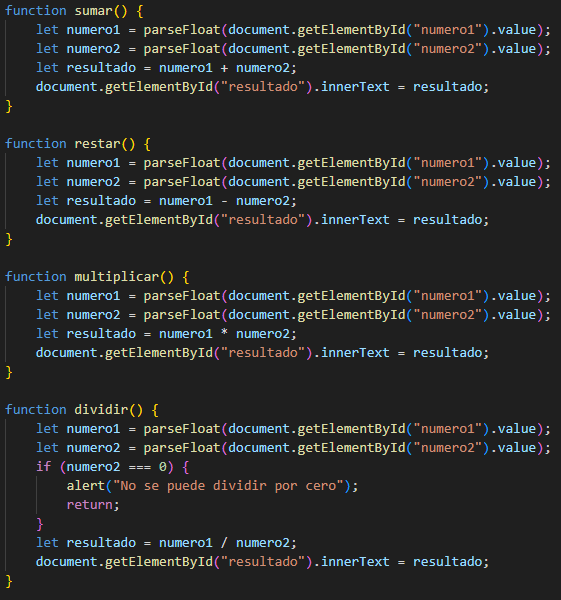 function sumar() {
    let numero1 = parseFloat(document.getElementById("numero1").value);
    let numero2 = parseFloat(document.getElementById("numero2").value);
    let resultado = numero1 + numero2;
    document.getElementById("resultado").innerText = resultado;
}

function restar() {
    let numero1 = parseFloat(document.getElementById("numero1").value);
    let numero2 = parseFloat(document.getElementById("numero2").value);
    let resultado = numero1 - numero2;
    document.getElementById("resultado").innerText = resultado;
}

function multiplicar() {
    let numero1 = parseFloat(document.getElementById("numero1").value);
    let numero2 = parseFloat(document.getElementById("numero2").value);
    let resultado = numero1 * numero2;
    document.getElementById("resultado").innerText = resultado;
}

function dividir() {
    let numero1 = parseFloat(document.getElementById("numero1").value);
    let numero2 = parseFloat(document.getElementById("numero2").value);
    if (numero2 === 0) {
        alert("No se puede dividir por cero");
        return;
    }
    let resultado = numero1 / numero2;
    document.getElementById("resultado").innerText = resultado;
}